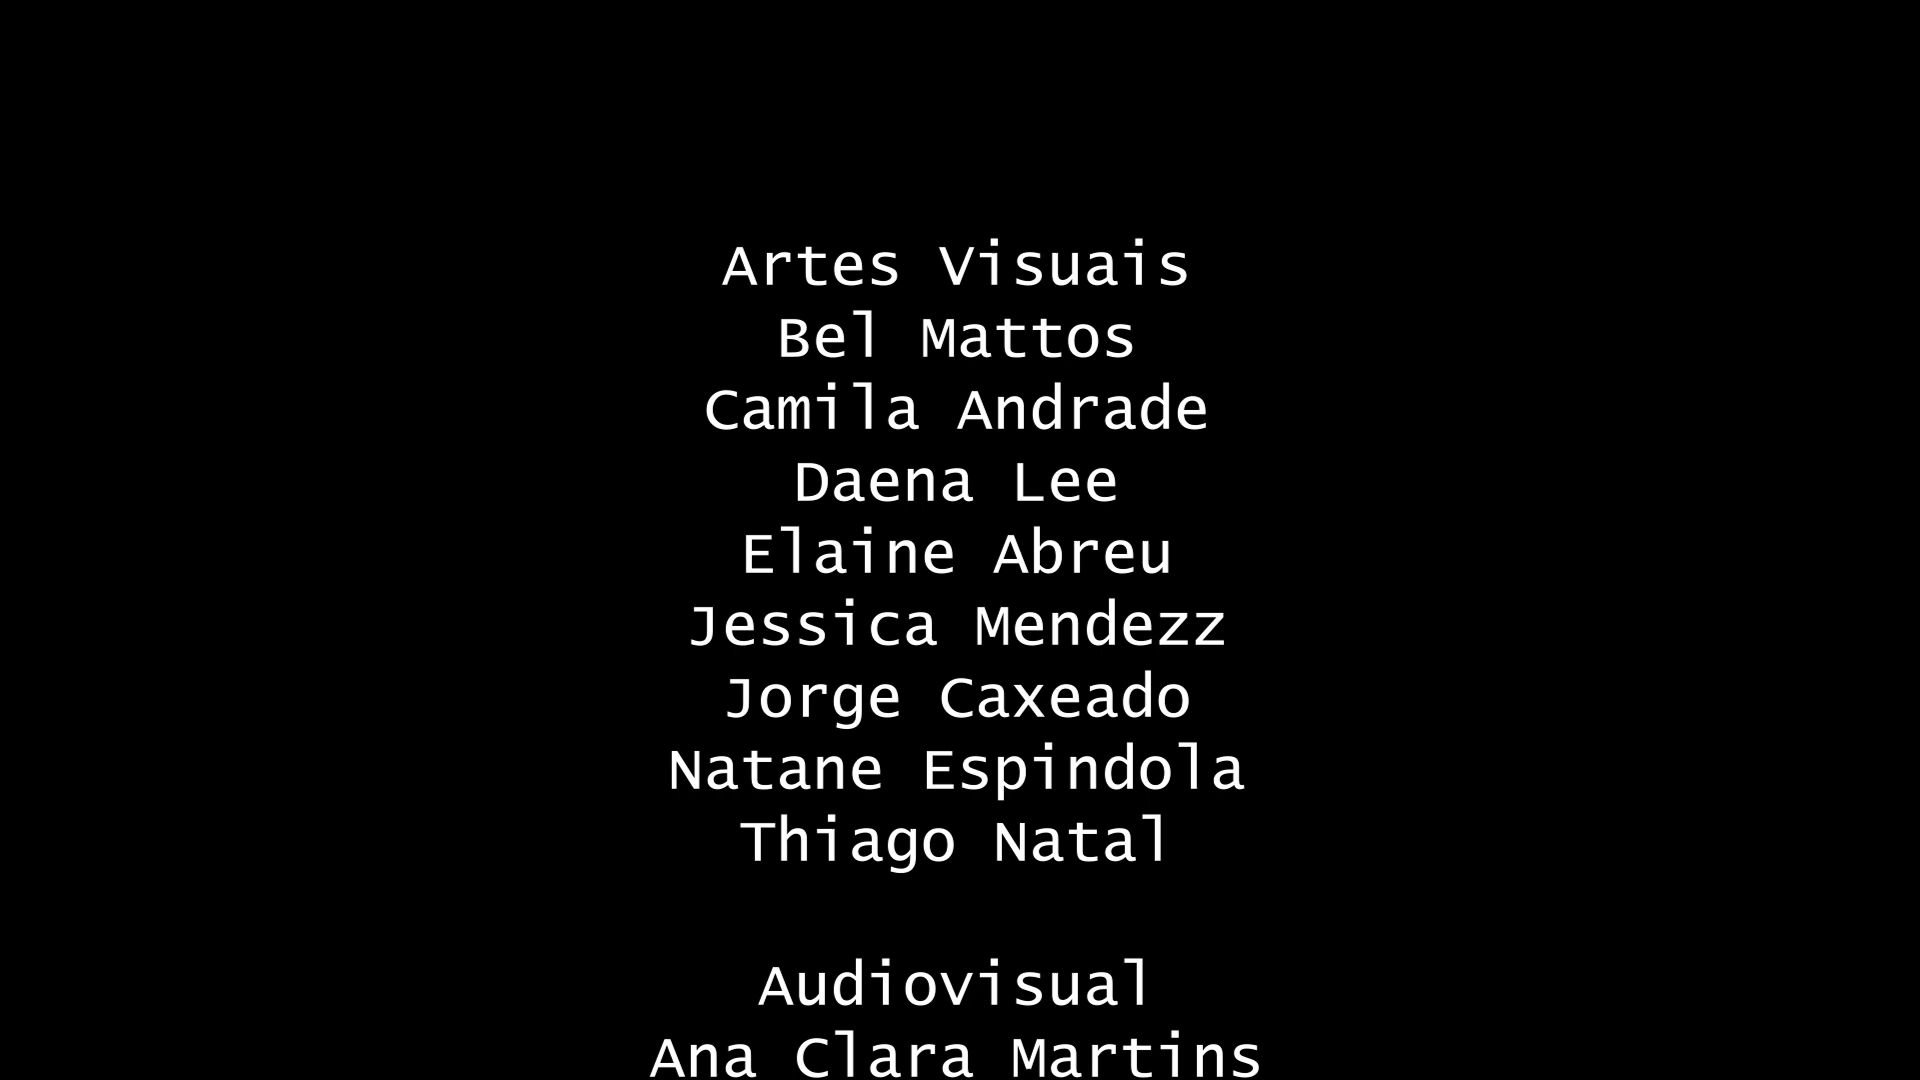 Artes Visuais
Bel Mattos
Camila Andrade
Daena Lee
Elaine Abreu
Jessica Mendezz
Jorge Caxeado
Natane Espindola
Thiago Natal
Audiovisual
Ana Clara Martins